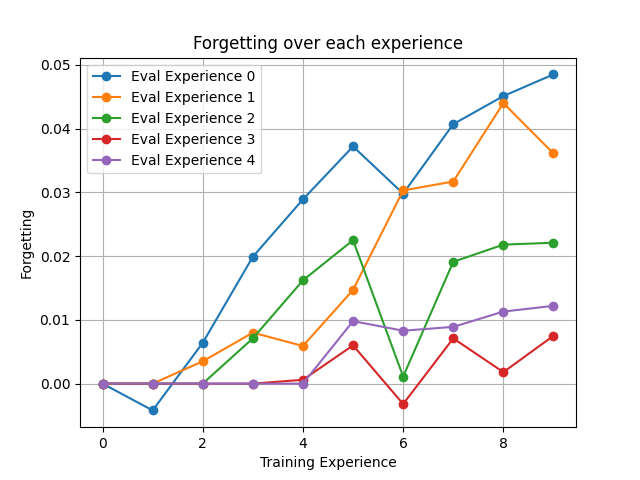 Forgetting over each experience
0.05
0.04
0.03
0.02
0.01
0.00
Forgetting
Eval Experience 0
Eval Experience 1
Eval Experience 2
Eval Experience 3
Eval Experience 4
0
2
4
6
8
Training Experience